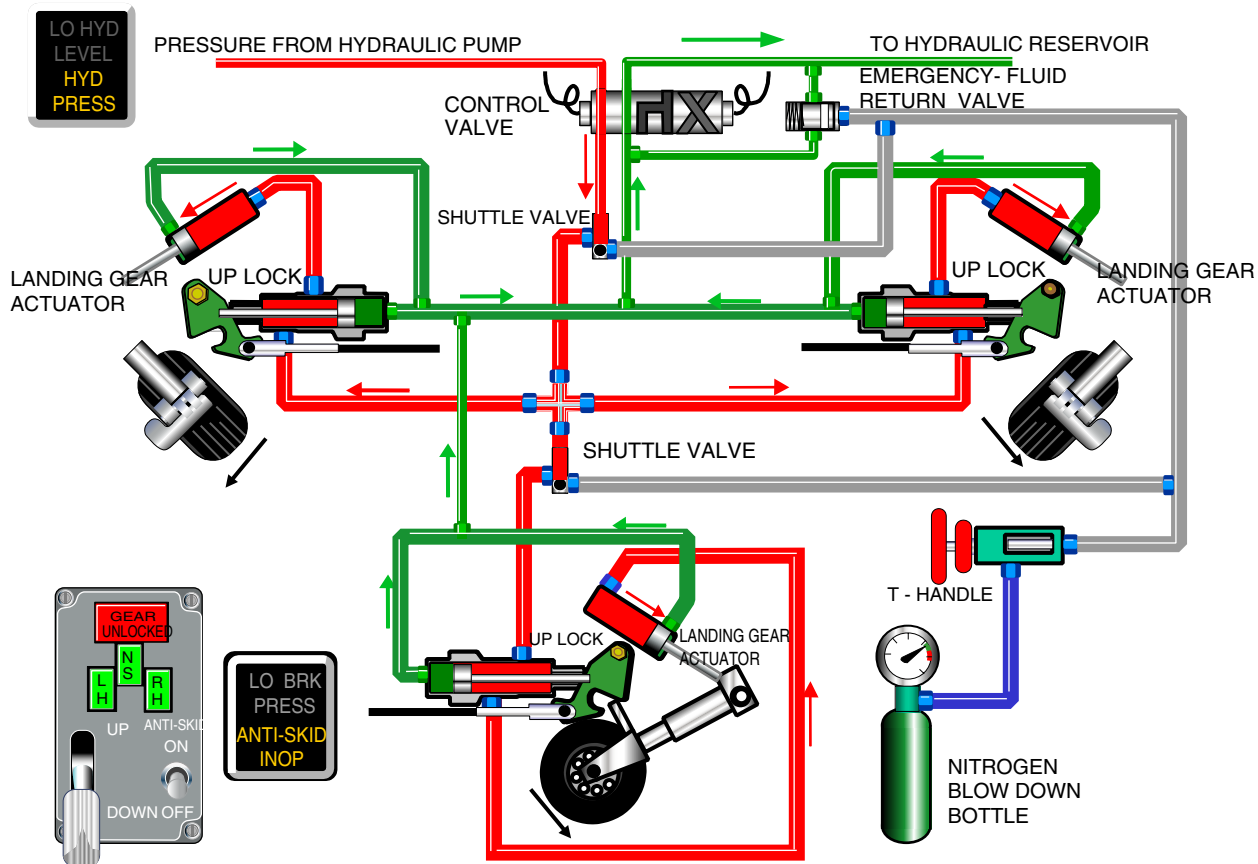 LO HYD
LEVEL
HYD
PRESS
PRESSURE FROM HYDRAULIC PUMP
TO HYDRAULIC RESERVOIR
CONTROL
VALVE
EMERGENCY- FLUID
RETURN VALVE
SHUTTLE VALVE
LANDING GEAR
ACTUATOR
UP LOCK
UP LOCK
LANDING GEAR
ACTUATOR
SHUTTLE VALVE
T - HANDLE
UP LOCK
LANDING GEAR
ACTUATOR
GEAR
UNLOCKED
N
S
L
H
R
H
UP
ANTI-SKID
ON
DOWN
OFF
LO BRK
PRESS
ANTI-SKID
INOP
NITROGEN
BLOW DOWN
BOTTLE